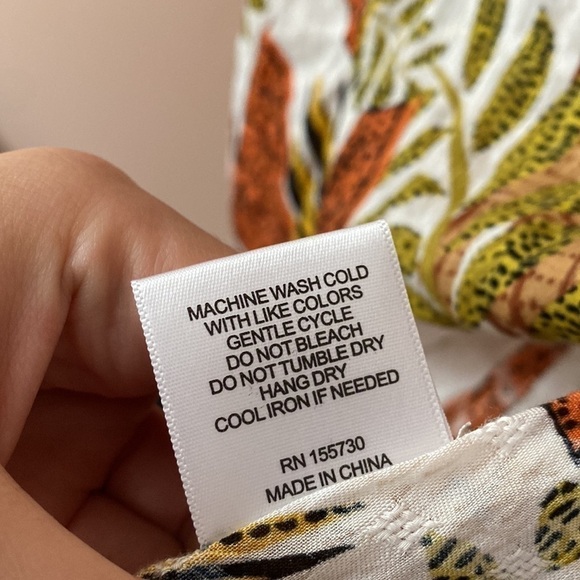 MACHINE WASH COLD
WITH LIKE COLORS
GENTLE CYCLE
DO NOT BLEACH
DO NOT TUMBLE DRY
HANG DRY
COOL IRON IF NEEDED
RN 155730
MADE IN CHINA